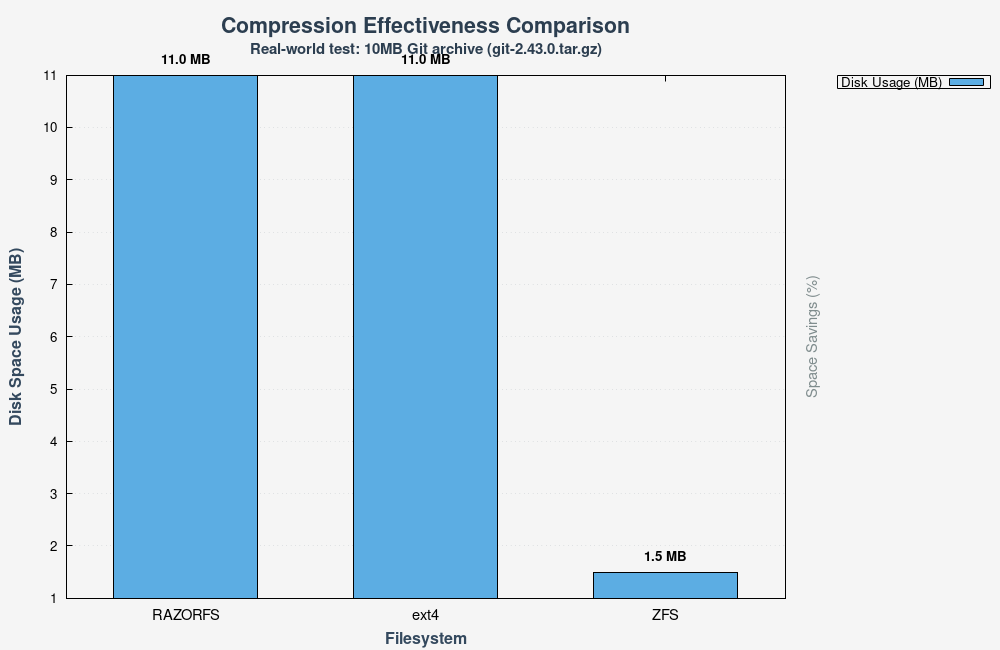 Compression Effectiveness Comparison
Real-world test: 10MB Git archive (git-2.43.0.tar.gz)
11.0 MB
11.0 MB
1.5 MB
Disk Usage (MB)
Disk Space Usage (MB)
11
10
9
8
7
6
5
4
3
2
1
Space Savings (%)
RAZORFS
ext4
ZFS
Filesystem